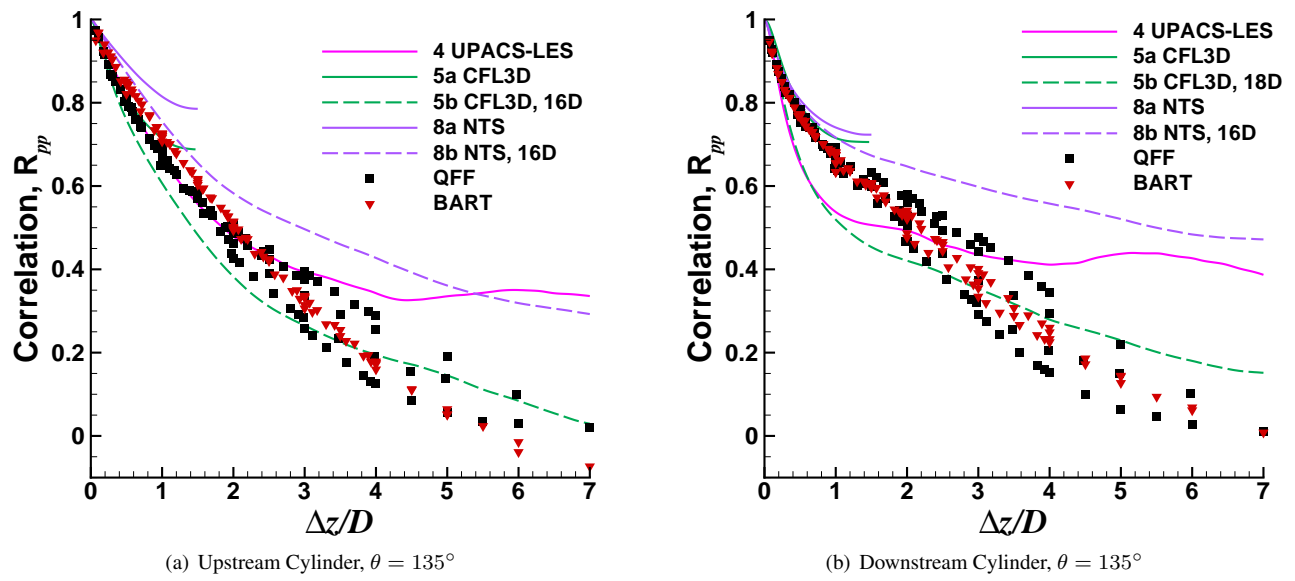 1
0.8
0.6
0.4
0.2
0
Correlation, Rpp
0 1 2 3 4 5 6 7
Δz/D
4 UPACS-LES
5a CFL3D
5b CFL3D, 16D
8a NTS
8b NTS, 16D
QFF
BART
(a) Upstream Cylinder, θ = 135°
1
0.8
0.6
0.4
0.2
0
Correlation, Rpp
0 1 2 3 4 5 6 7
Δz/D
4 UPACS-LES
5a CFL3D
5b CFL3D, 18D
8a NTS
8b NTS, 16D
QFF
BART
(b) Downstream Cylinder, θ = 135°